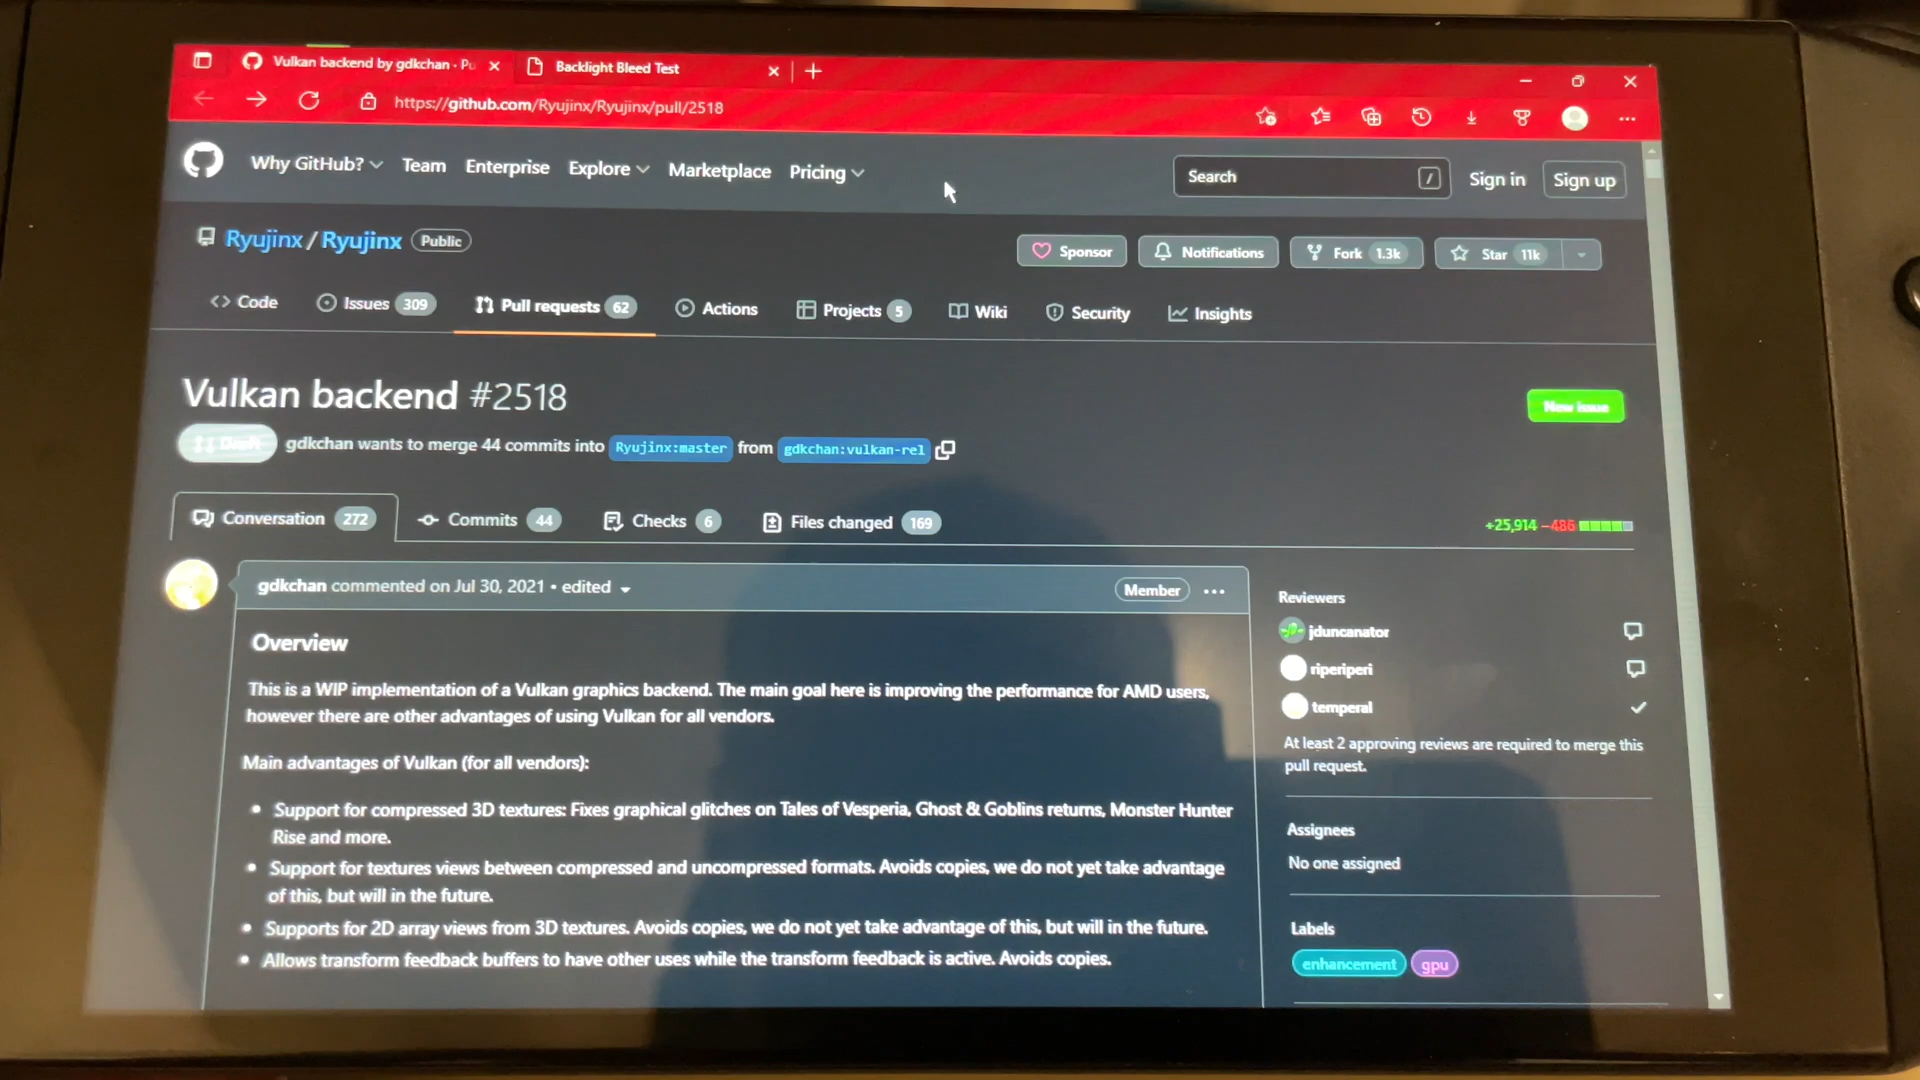 Vulkan backend by gdkchan · Pu
Backlight Bleed Test
https://github.com/Ryujinx/Ryujinx/pull/2518
Why GitHub? Team Enterprise Explore Marketplace Pricing
Search /
Sign in Sign up
Ryujinx / Ryujinx Public
Sponsor Notifications Fork 1.3k Star 11k
Code Issues 309 Pull requests 62 Actions Projects 5 Wiki Security Insights
Vulkan backend #2518
New issue
Draft gdkchan wants to merge 44 commits into Ryujinx:master from gdkchan:vulkan-rel
Conversation 272 Commits 44 Checks 6 Files changed 169
+25,914 −486
gdkchan commented on Jul 30, 2021 • edited
Member
Overview
This is a WIP implementation of a Vulkan graphics backend. The main goal here is improving the performance for AMD users,
however there are other advantages of using Vulkan for all vendors.
Main advantages of Vulkan (for all vendors):
• Support for compressed 3D textures: Fixes graphical glitches on Tales of Vesperia, Ghost & Goblins returns, Monster Hunter
Rise and more.
• Support for textures views between compressed and uncompressed formats. Avoids copies, we do not yet take advantage
of this, but will in the future.
• Supports for 2D array views from 3D textures. Avoids copies, we do not yet take advantage of this, but will in the future.
• Allows transform feedback buffers to have other uses while the transform feedback is active. Avoids copies.
Reviewers
jduncanator
riperiperi
temperal
At least 2 approving reviews are required to merge this
pull request.
Assignees
No one assigned
Labels
enhancement gpu